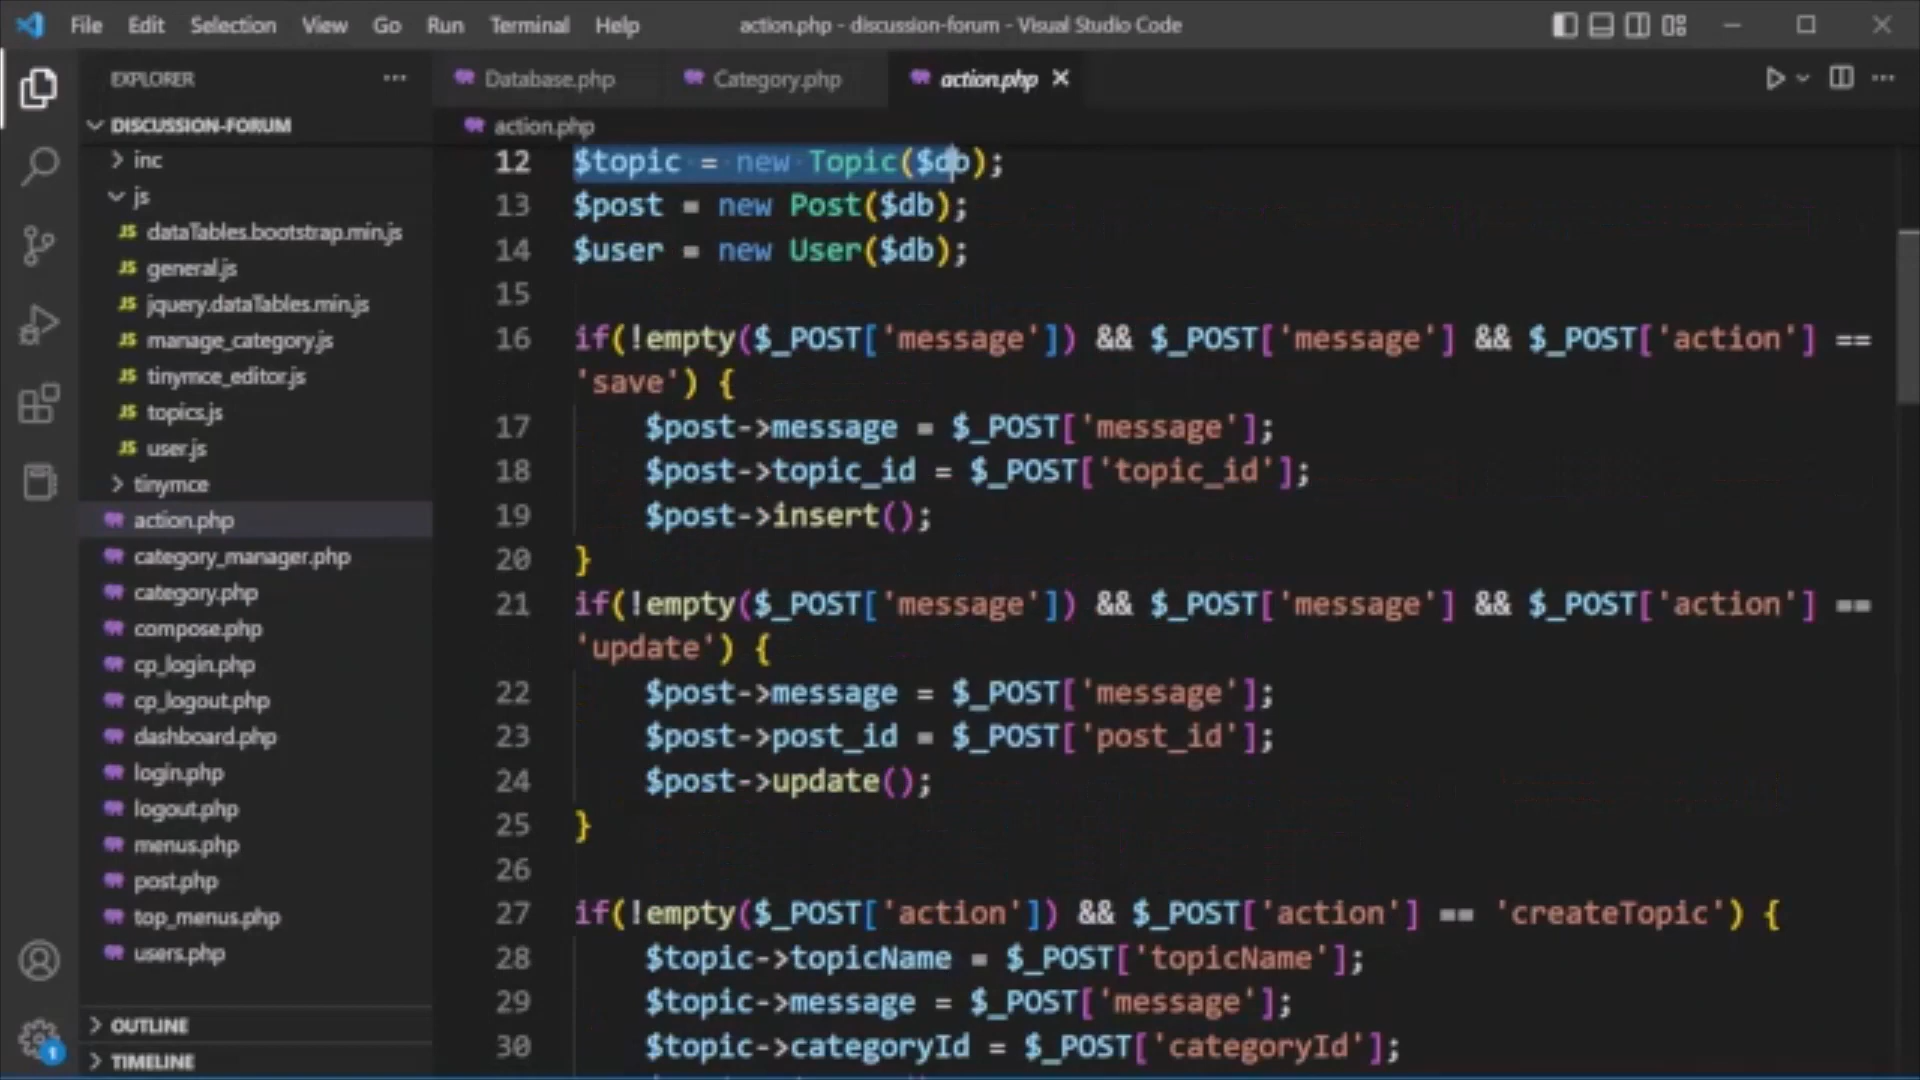 File Edit Selection View Go Run Terminal Help action.php - discussion-forum - Visual Studio Code
EXPLORER ···
DISCUSSION-FORUM
inc
js
JS dataTables.bootstrap.min.js
JS general.js
JS jquery.dataTables.min.js
JS manage_category.js
JS tinymce_editor.js
JS topics.js
JS user.js
tinymce
action.php
category_manager.php
category.php
compose.php
cp_login.php
cp_logout.php
dashboard.php
login.php
logout.php
menus.php
post.php
top_menus.php
users.php
OUTLINE
TIMELINE
1
Database.php Category.php action.php
action.php
12 $topic = new Topic($db);
13 $post = new Post($db);
14 $user = new User($db);
15
16 if(!empty($_POST['message']) && $_POST['message'] && $_POST['action'] ==
'save') {
17 $post->message = $_POST['message'];
18 $post->topic_id = $_POST['topic_id'];
19 $post->insert();
20 }
21 if(!empty($_POST['message']) && $_POST['message'] && $_POST['action'] ==
'update') {
22 $post->message = $_POST['message'];
23 $post->post_id = $_POST['post_id'];
24 $post->update();
25 }
26
27 if(!empty($_POST['action']) && $_POST['action'] == 'createTopic') {
28 $topic->topicName = $_POST['topicName'];
29 $topic->message = $_POST['message'];
30 $topic->categoryId = $_POST['categoryId'];